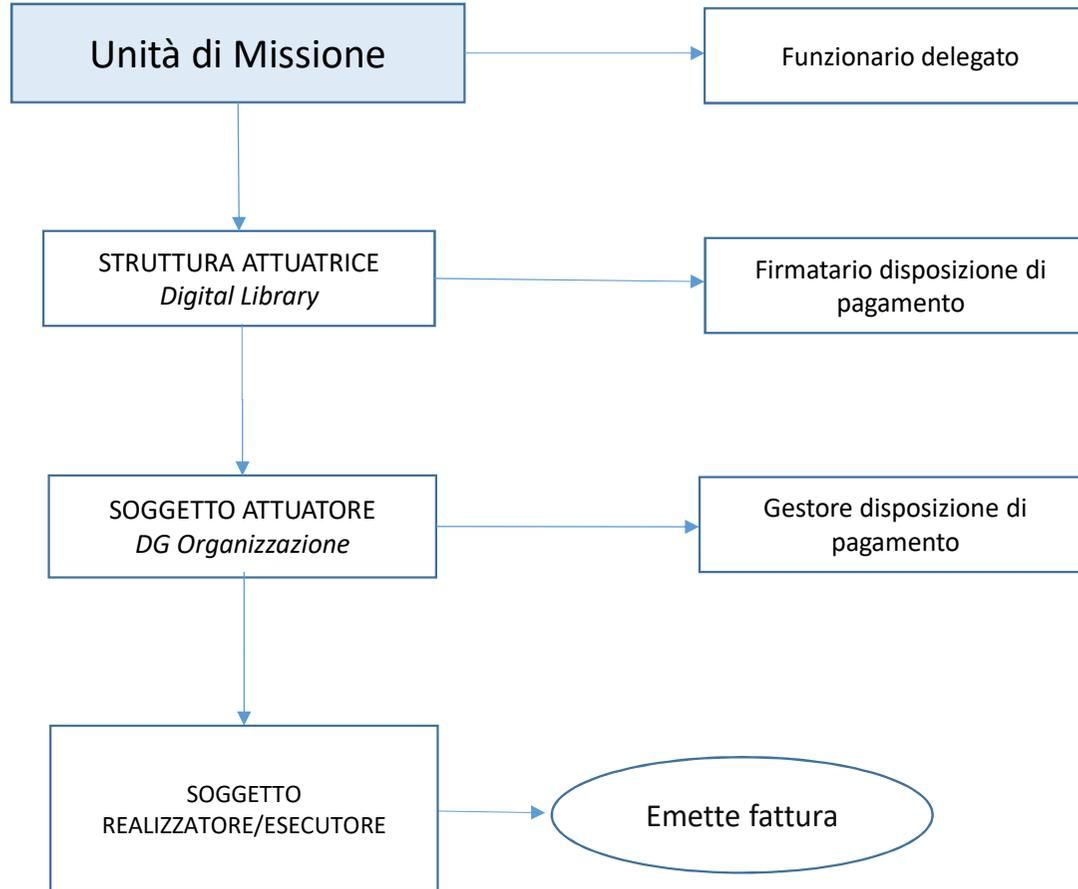 Unità di Missione
Funzionario delegato
STRUTTURA ATTUATRICE
Digital Library
Firmatario disposizione di
pagamento
SOGGETTO ATTUATORE
DG Organizzazione
Gestore disposizione di
pagamento
SOGGETTO
REALIZZATORE/ESECUTORE
Emette fattura